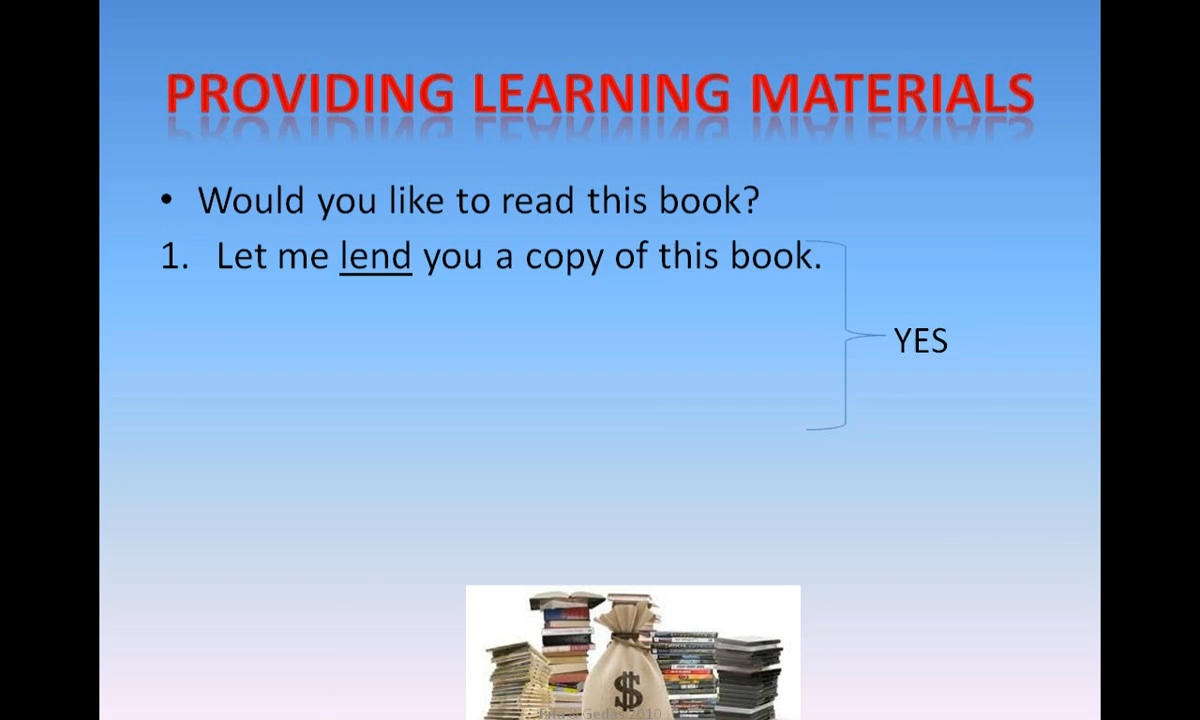 PROVIDING LEARNING MATERIALS
• Would you like to read this book?
1. Let me lend you a copy of this book.
YES
$
2010